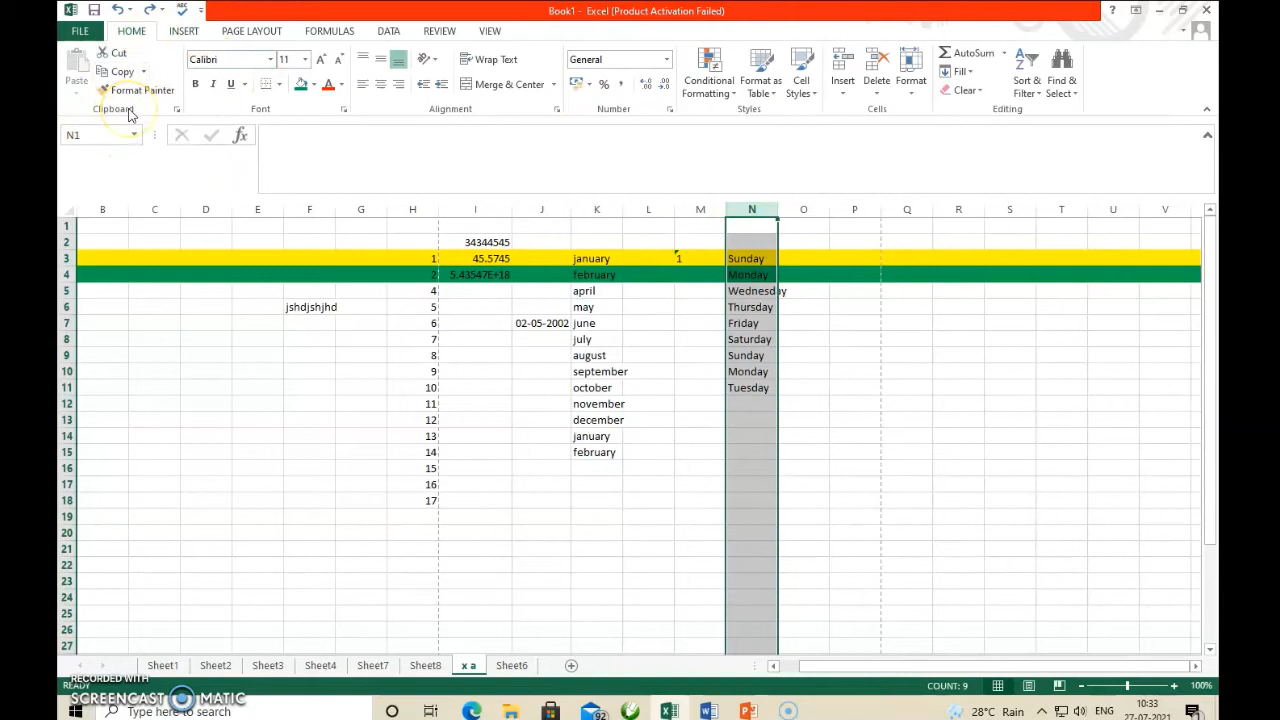 Book1 - Excel (Product Activation Failed)
FILE HOME INSERT PAGE LAYOUT FORMULAS DATA REVIEW VIEW
Paste Cut Copy Format Painter
Calibri 11
B I U
Wrap Text
Merge & Center
General
Conditional Formatting Format as Table Cell Styles
Insert Delete Format
AutoSum
Fill
Clear
Sort & Filter Find & Select
Clipboard Font Alignment Number Styles Cells Editing
N1
B C D E F G H I J K L M N O P Q R S T U V
1
2 34344545
3 1 45.5745 january 1 Sunday
4 2 5.43547E+18 february Monday
5 4 april Wednesday
6 jshdjshjhd 5 may Thursday
7 6 02-05-2002 june Friday
8 7 july Saturday
9 8 august Sunday
10 9 september Monday
11 10 october Tuesday
12 11 november
13 12 december
14 13 january
15 14 february
16 15
17 16
18 17
19
20
21
22
23
24
25
26
27
Sheet1 Sheet2 Sheet3 Sheet4 Sheet7 Sheet8 x a Sheet6
COUNT: 9 100%
RECORDED WITH
SCREENCAST MATIC
Type here to search
92
28°C Rain
ENG
10:33
27-07-2021